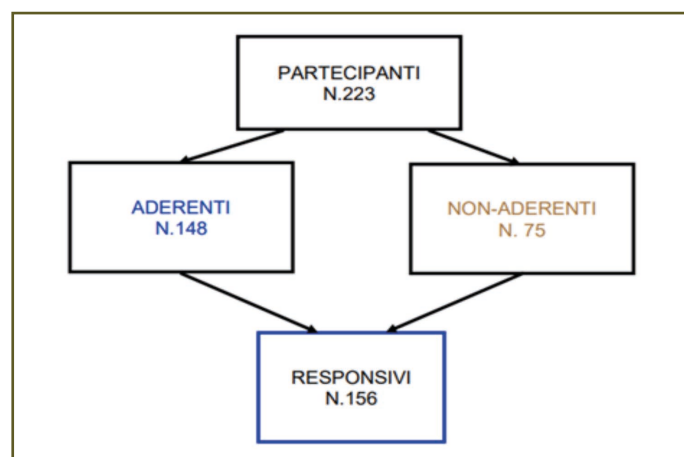 PARTECIPANTI
N.223
ADERENTI
N.148
NON-ADERENTI
N. 75
RESPONSIVI
N.156